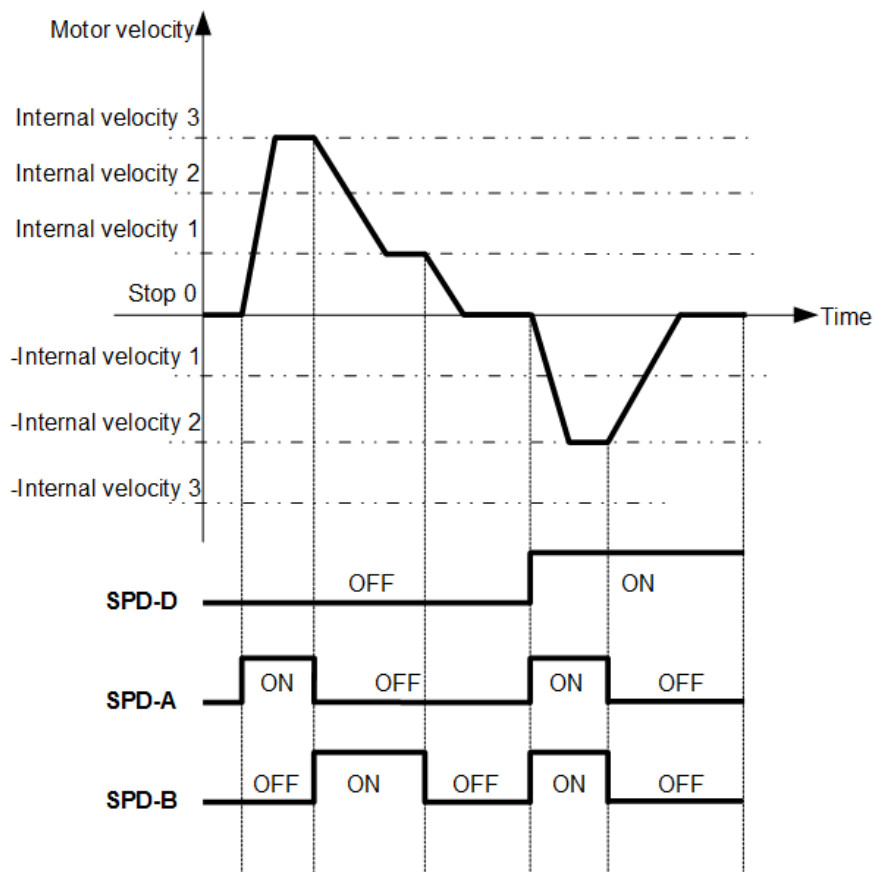 Motor velocity
Internal velocity 3
Internal velocity 2
Internal velocity 1
Stop 0
Time
-Internal velocity 1
-Internal velocity 2
-Internal velocity 3
SPD-D
OFF
ON
SPD-A
ON
OFF
ON
OFF
SPD-B
OFF
ON
OFF
ON
OFF